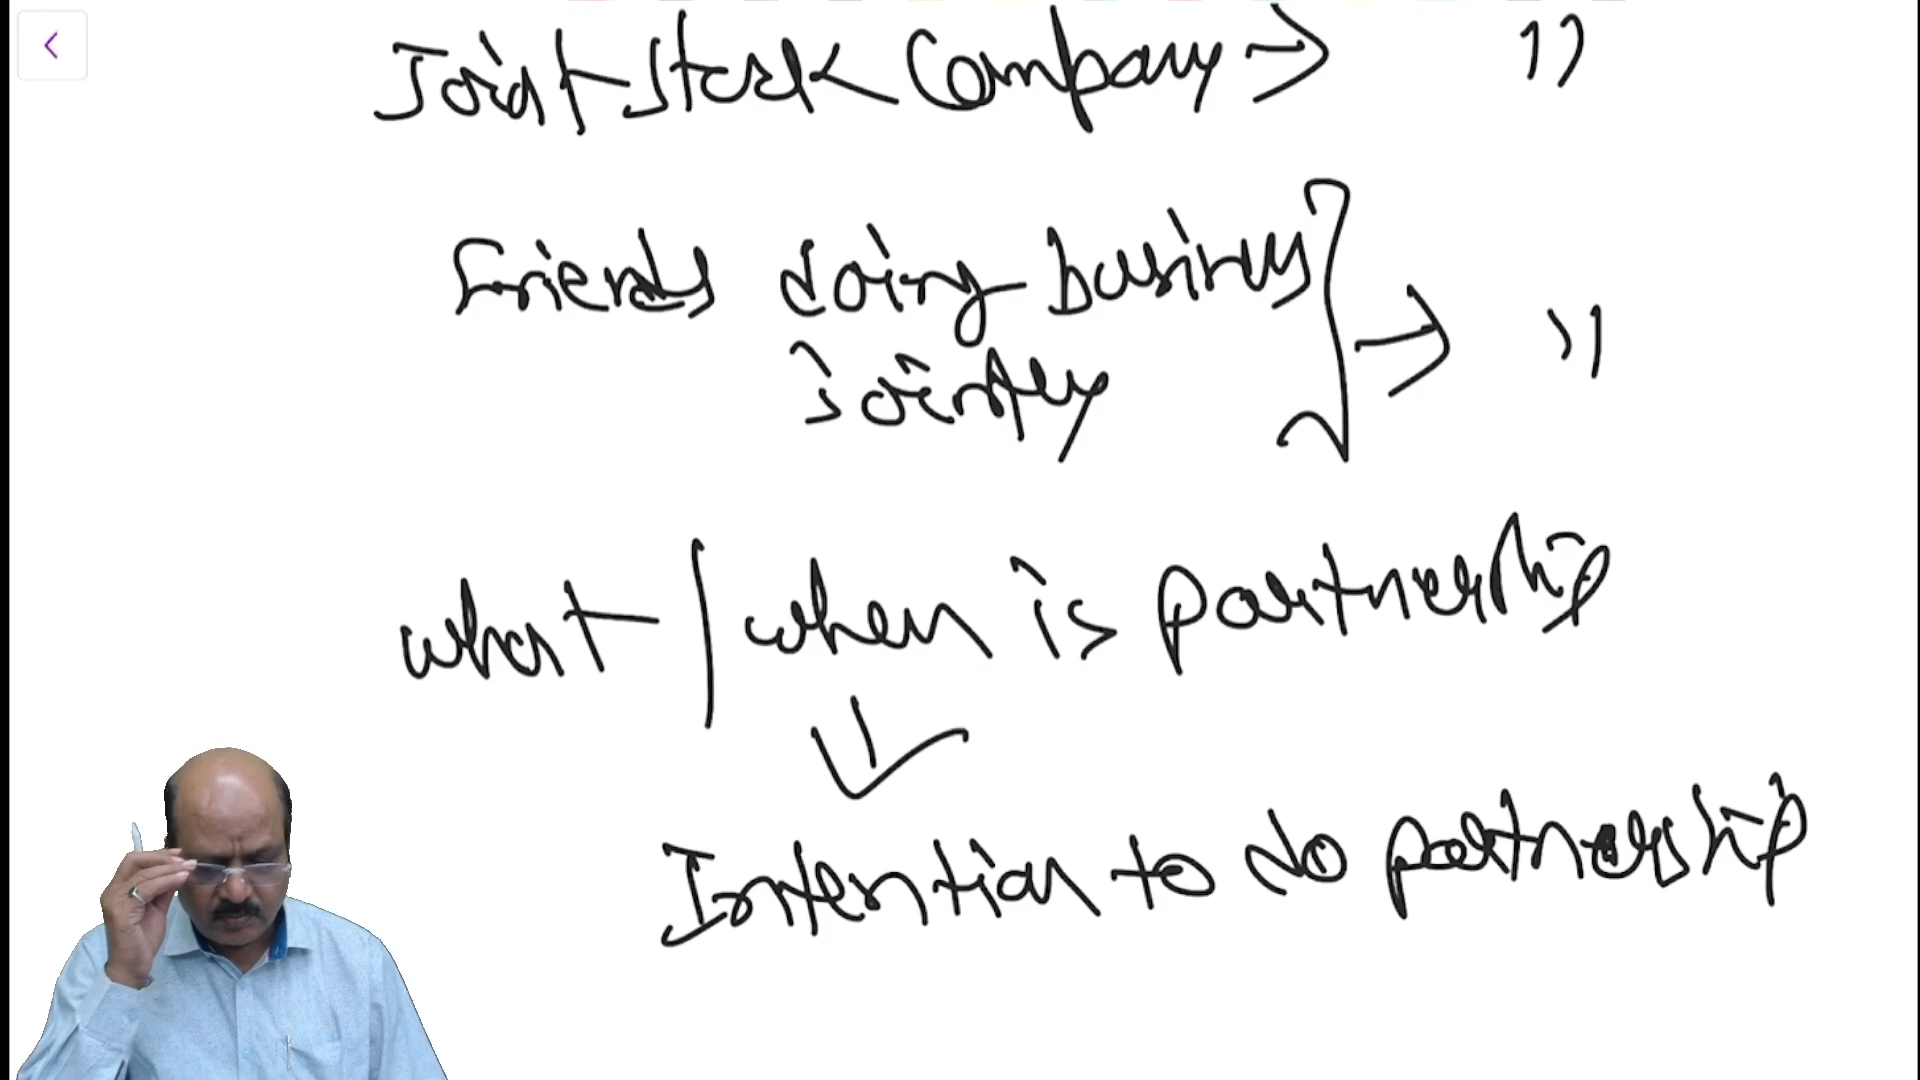 Joint Stock Company → ''
Friends doing business
jointly } → ''
what / when is partnership
Intention to do partnership